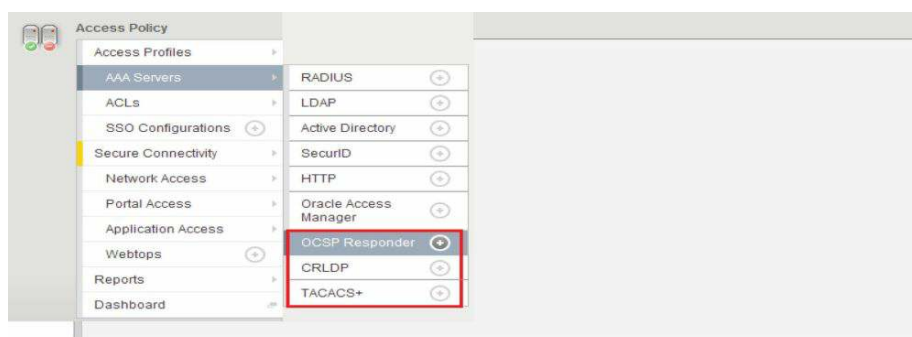 Access Policy
Access Profiles
AAA Servers
ACLs
SSO Configurations
Secure Connectivity
Network Access
Portal Access
Application Access
Webtops
Reports
Dashboard
RADIUS
LDAP
Active Directory
SecurID
HTTP
Oracle Access
Manager
OCSP Responder
CRLDP
TACACS+